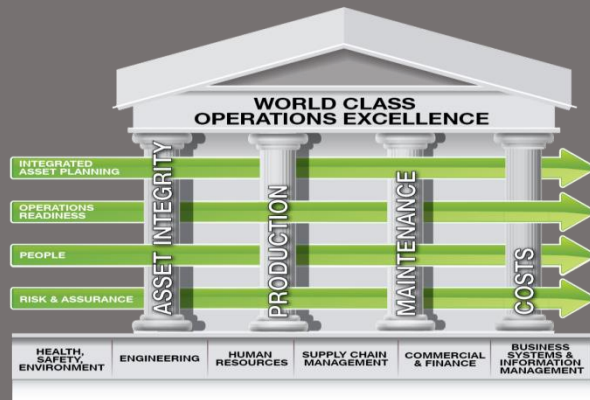 WORLD CLASS
OPERATIONS EXCELLENCE
INTEGRATED
ASSET PLANNING
OPERATIONS
READINESS
PEOPLE
RISK & ASSURANCE
ASSET INTEGRITY
PRODUCTION
MAINTENANCE
COSTS
HEALTH,
SAFETY,
ENVIRONMENT
ENGINEERING
HUMAN
RESOURCES
SUPPLY CHAIN
MANAGEMENT
COMMERCIAL
& FINANCE
BUSINESS
SYSTEMS &
INFORMATION
MANAGEMENT